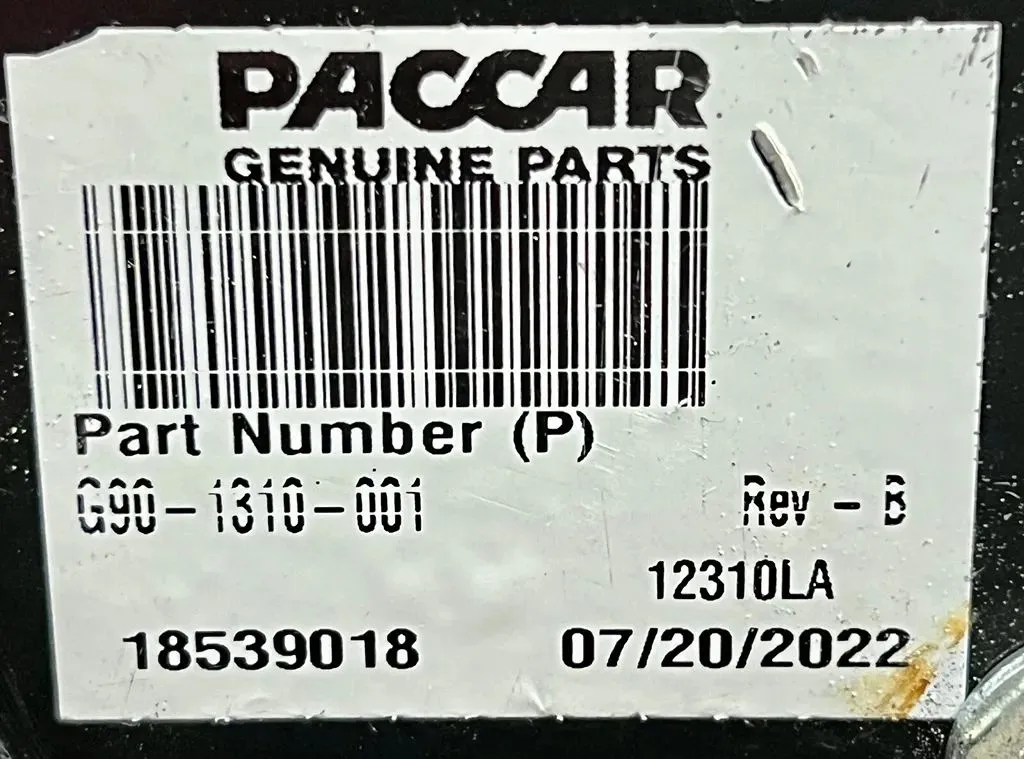 PACCAR
GENUINE PARTS
Part Number (P)
G90-1310-001 Rev - B
12310LA
18539018 07/20/2022